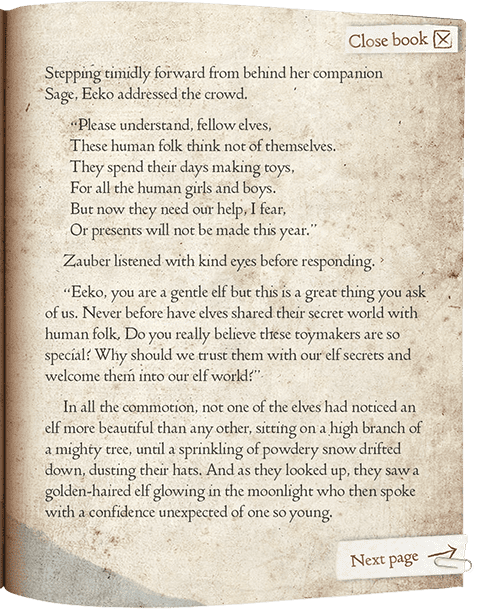 Close book
Stepping timidly forward from behind her companion
Sage, Eeko addressed the crowd.
“Please understand, fellow elves,
These human folk think not of themselves.
They spend their days making toys,
For all the human girls and boys.
But now they need our help, I fear,
Or presents will not be made this year.”
Zauber listened with kind eyes before responding.
“Eeko, you are a gentle elf but this is a great thing you ask
of us. Never before have elves shared their secret world with
human folk. Do you really believe these toymakers are so
special? Why should we trust them with our elf secrets and
welcome them into our elf world?”
In all the commotion, not one of the elves had noticed an
elf more beautiful than any other, sitting on a high branch of
a mighty tree, until a sprinkling of powdery snow drifted
down, dusting their hats. And as they looked up, they saw a
golden-haired elf glowing in the moonlight who then spoke
with a confidence unexpected of one so young.
Next page